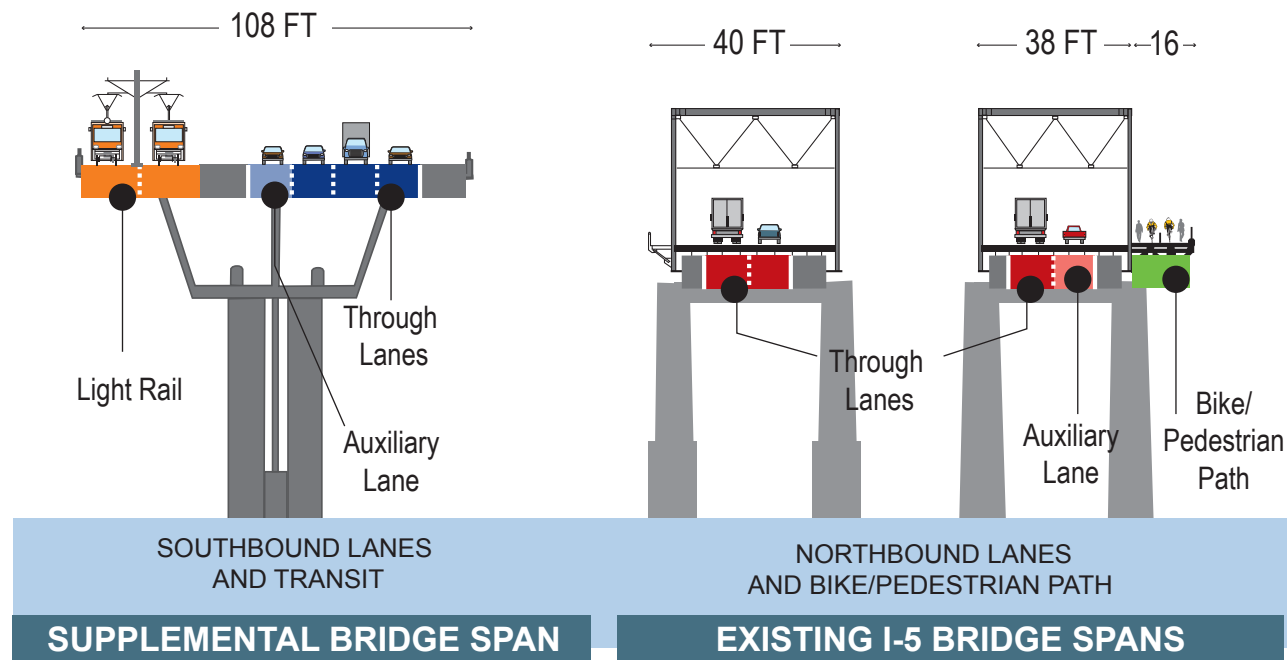 108 FT
40 FT
38 FT
16
Light Rail
Through
Lanes
Auxiliary
Lane
Through
Lanes
Auxiliary
Lane
Bike/
Pedestrian
Path
SOUTHBOUND LANES
AND TRANSIT
NORTHBOUND LANES
AND BIKE/PEDESTRIAN PATH
SUPPLEMENTAL BRIDGE SPAN
EXISTING I-5 BRIDGE SPANS